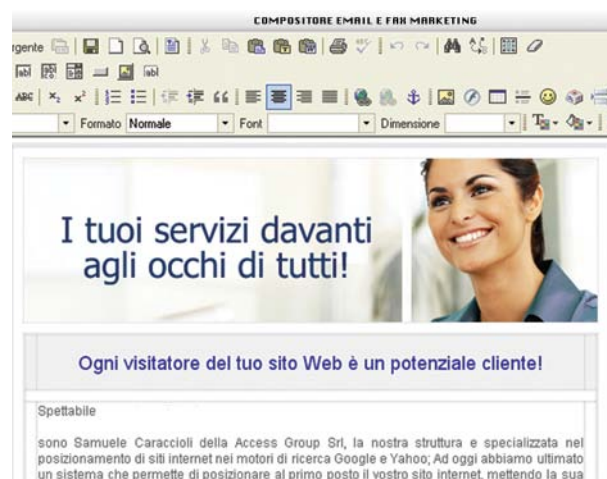 COMPOSITORE EMAIL E FAX MARKETING
rgente
abl
abl
ABC
Formato Normale Font Dimensione
I tuoi servizi davanti
agli occhi di tutti!
Ogni visitatore del tuo sito Web è un potenziale cliente!
Spettabile
sono Samuele Caraccioli della Access Group Srl, la nostra struttura e specializzata nel
posizionamento di siti internet nei motori di ricerca Google e Yahoo; Ad oggi abbiamo ultimato
un sistema che permette di posizionare al primo posto il vostro sito internet, mettendo la sua